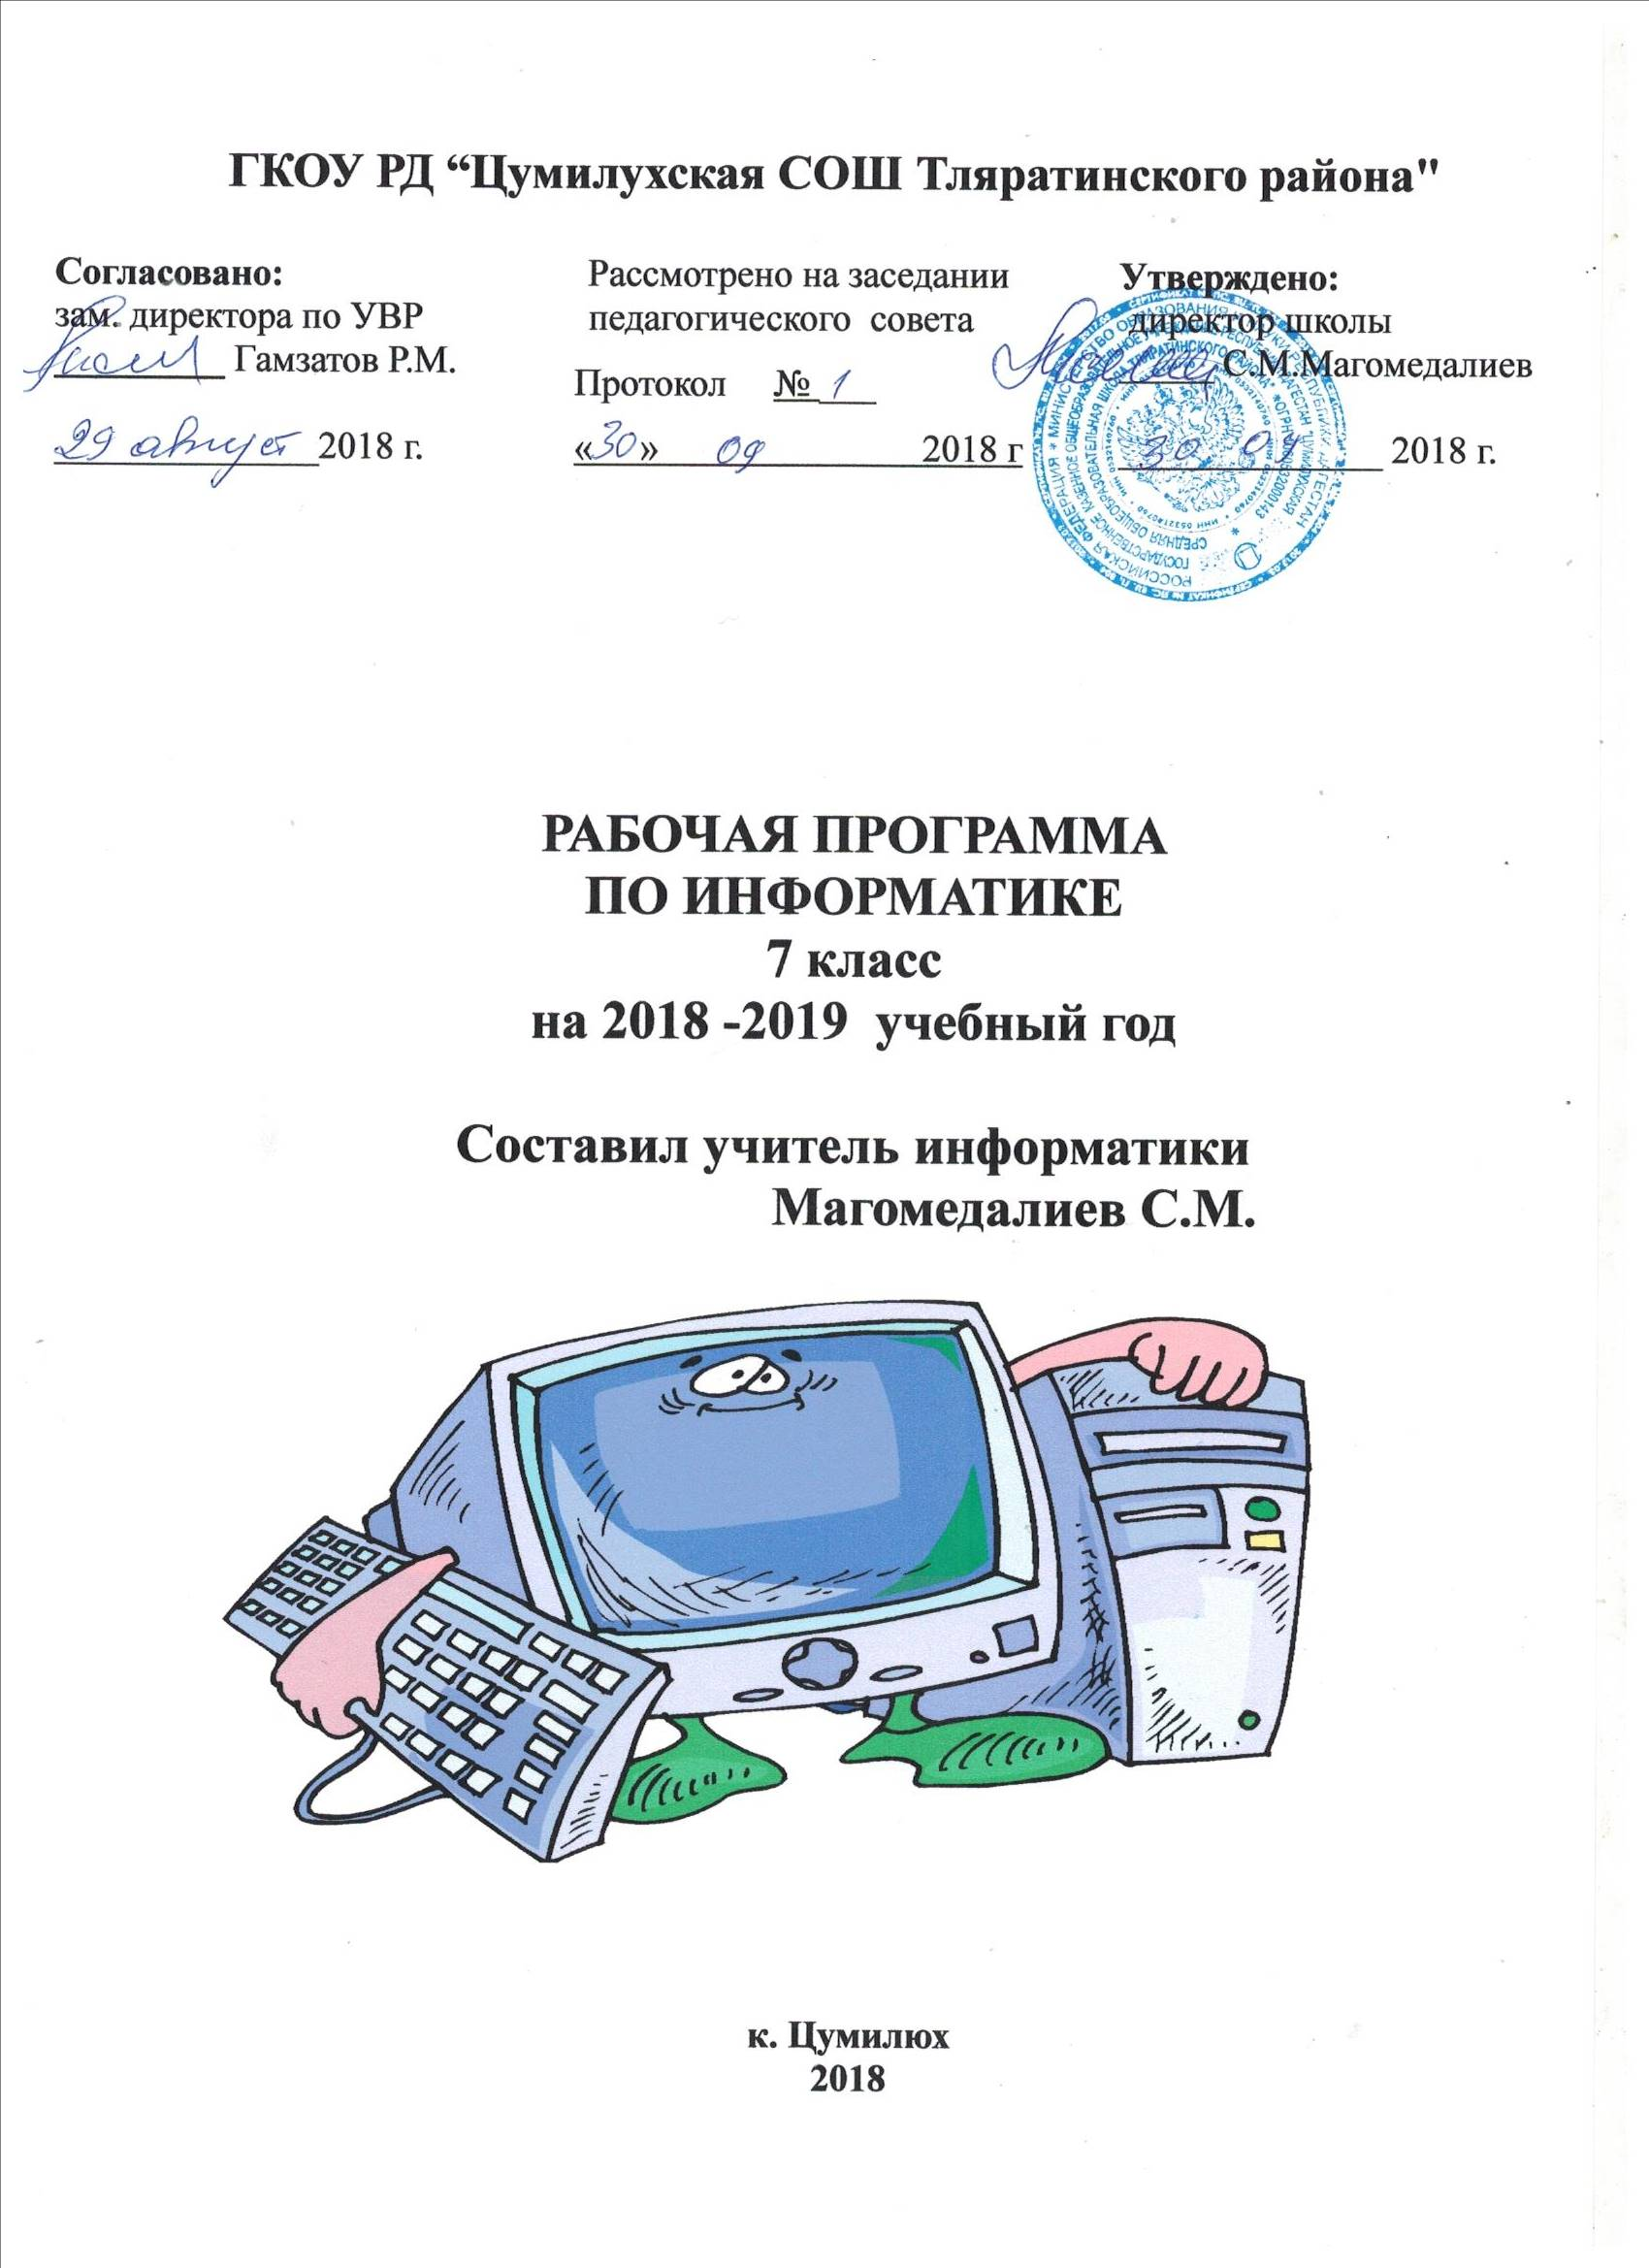 ГКОУ РД “Цумилухская СОШ Тляратинского района"
Согласовано:
зам. директора по УВР
Гамзатов Р.М.
29 август 2018 г.
Рассмотрено на заседании
педагогического совета
Протокол № 1
«30» 09 2018 г
Утверждено:
директор школы
С.М.Магомедалиев
30 09 2018 г.
РАБОЧАЯ ПРОГРАММА
ПО ИНФОРМАТИКЕ
7 класс
на 2018 -2019 учебный год
Составил учитель информатики
Магомедалиев С.М.
к. Цумилюх
2018